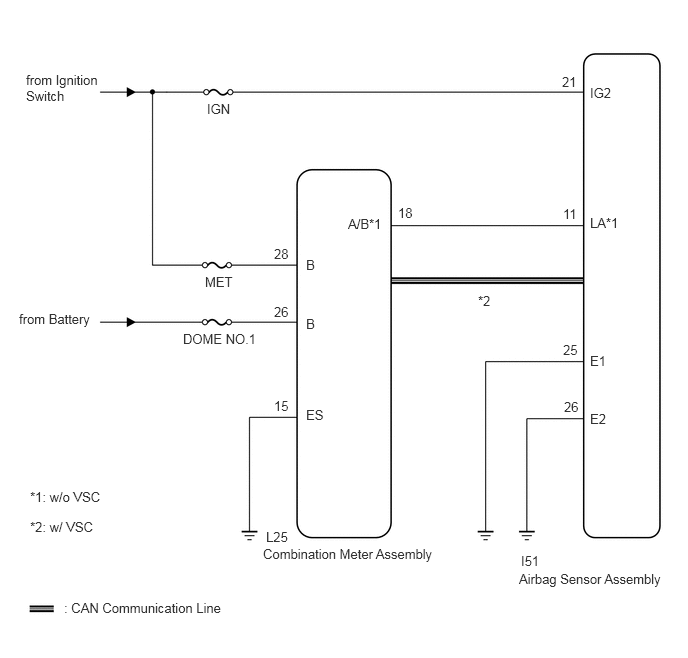 from Ignition
Switch
IGN
21
IG2
A/B*1
18
11
LA*1
28
B
MET
*2
from Battery
26
B
DOME NO.1
25
E1
15
ES
26
E2
*1: w/o VSC
*2: w/ VSC
L25
Combination Meter Assembly
I51
Airbag Sensor Assembly
: CAN Communication Line